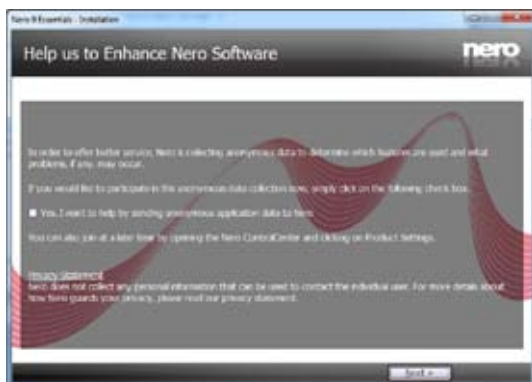 Nero 9 Essentials - Installation
Help us to Enhance Nero Software
nero
In order to offer better service, Nero is collecting anonymous data to determine which features are used and what
problems, if any, may occur.
If you would like to participate in this anonymous data collection now, simply click on the following check box.
Yes, I want to help by sending anonymous application data to Nero
You can also join at a later time by opening the Nero ControlCenter and clicking on Product Settings.
Privacy Statement
Nero does not collect any personal information that can be used to contact the individual user. For more details about
how Nero guards your privacy, please read our privacy statement.
Next >